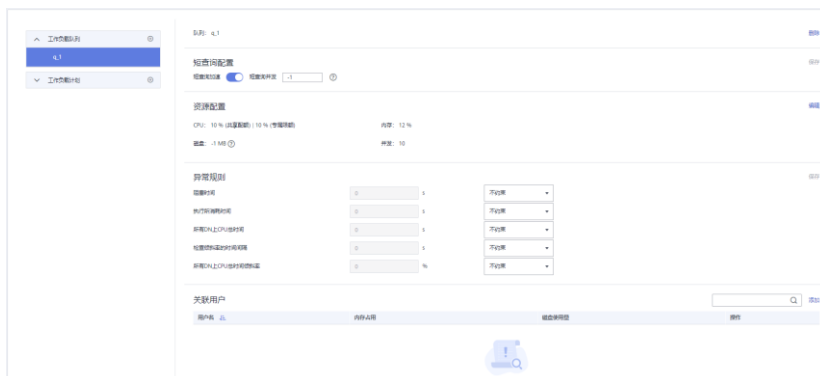 工作负载队列
q_1
工作负载计划
队列: q_1
删除
短查询配置
保存
短查询加速
短查询并发
-1
资源配置
编辑
CPU: 10 % (共享配额) | 10 % (专属限额)
内存: 12 %
磁盘: -1 MB
并发: 10
异常规则
保存
阻塞时间
0
s
不约束
执行所消耗时间
0
s
不约束
所有DN上CPU总时间
0
s
不约束
检查倾斜率的时间间隔
0
s
不约束
所有DN上CPU总时间倾斜率
0
%
不约束
关联用户
添加
用户名
内存占用
磁盘使用量
操作